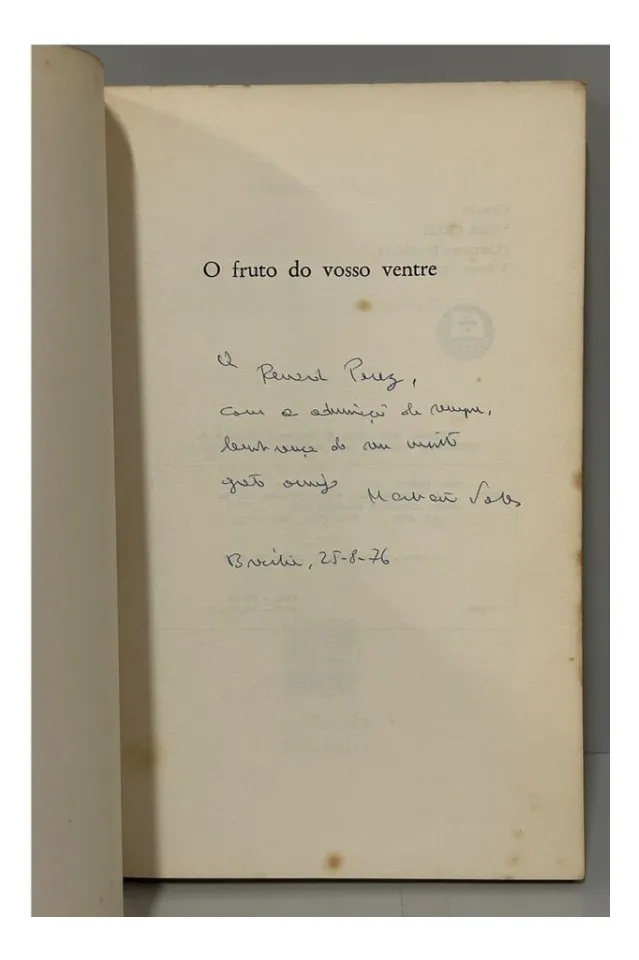 O fruto do vosso ventre
A
Renard Perez,
com a admiração de sempre,
lembrança do seu muito
grato amigo Herberto Sales
Brasília, 25-8-76